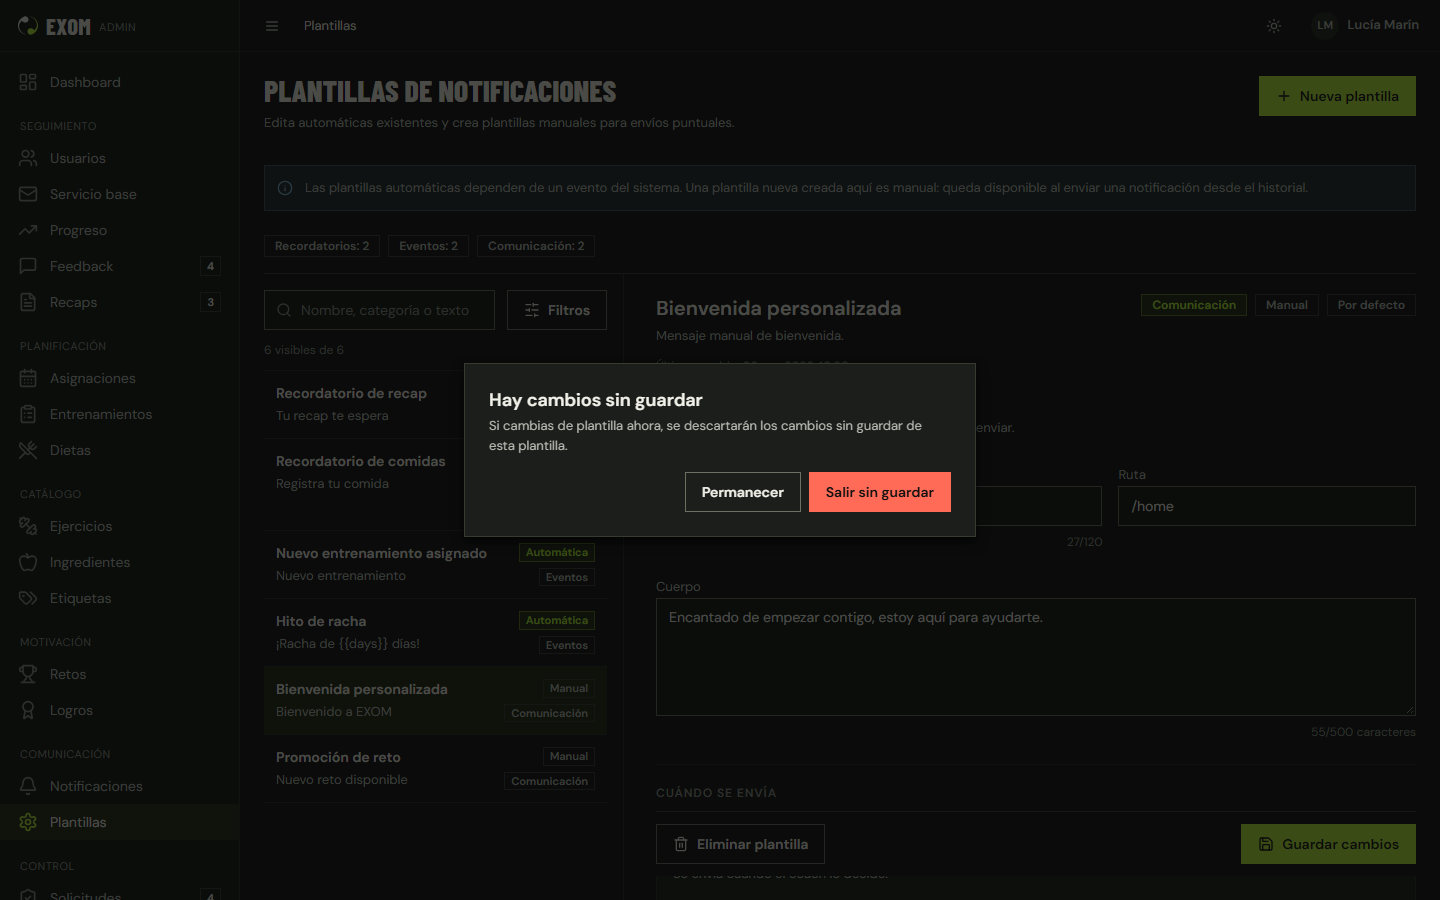 EXOM ADMIN
Plantillas
LM Lucía Marín
Dashboard
SEGUIMIENTO
Usuarios
Servicio base
Progreso
Feedback 4
Recaps 3
PLANIFICACIÓN
Asignaciones
Entrenamientos
Dietas
CATÁLOGO
Ejercicios
Ingredientes
Etiquetas
MOTIVACIÓN
Retos
Logros
COMUNICACIÓN
Notificaciones
Plantillas
CONTROL
Solicitudes 4
PLANTILLAS DE NOTIFICACIONES
Edita automáticas existentes y crea plantillas manuales para envíos puntuales.
Nueva plantilla
Las plantillas automáticas dependen de un evento del sistema. Una plantilla nueva creada aquí es manual: queda disponible al enviar una notificación desde el historial.
Recordatorios: 2 Eventos: 2 Comunicación: 2
Nombre, categoría o texto
Filtros
6 visibles de 6
Recordatorio de recap
Tu recap te espera
Recordatorio de comidas
Registra tu comida
Nuevo entrenamiento asignado Automática
Nuevo entrenamiento Eventos
Hito de racha Automática
¡Racha de {{days}} días! Eventos
Bienvenida personalizada Manual
Bienvenido a EXOM Comunicación
Promoción de reto Manual
Nuevo reto disponible Comunicación
Bienvenida personalizada
Comunicación Manual Por defecto
Mensaje manual de bienvenida.
enviar.
Ruta
/home
27/120
Cuerpo
Encantado de empezar contigo, estoy aquí para ayudarte.
55/500 caracteres
CUÁNDO SE ENVÍA
Eliminar plantilla
Guardar cambios
Hay cambios sin guardar
Si cambias de plantilla ahora, se descartarán los cambios sin guardar de
esta plantilla.
Permanecer
Salir sin guardar